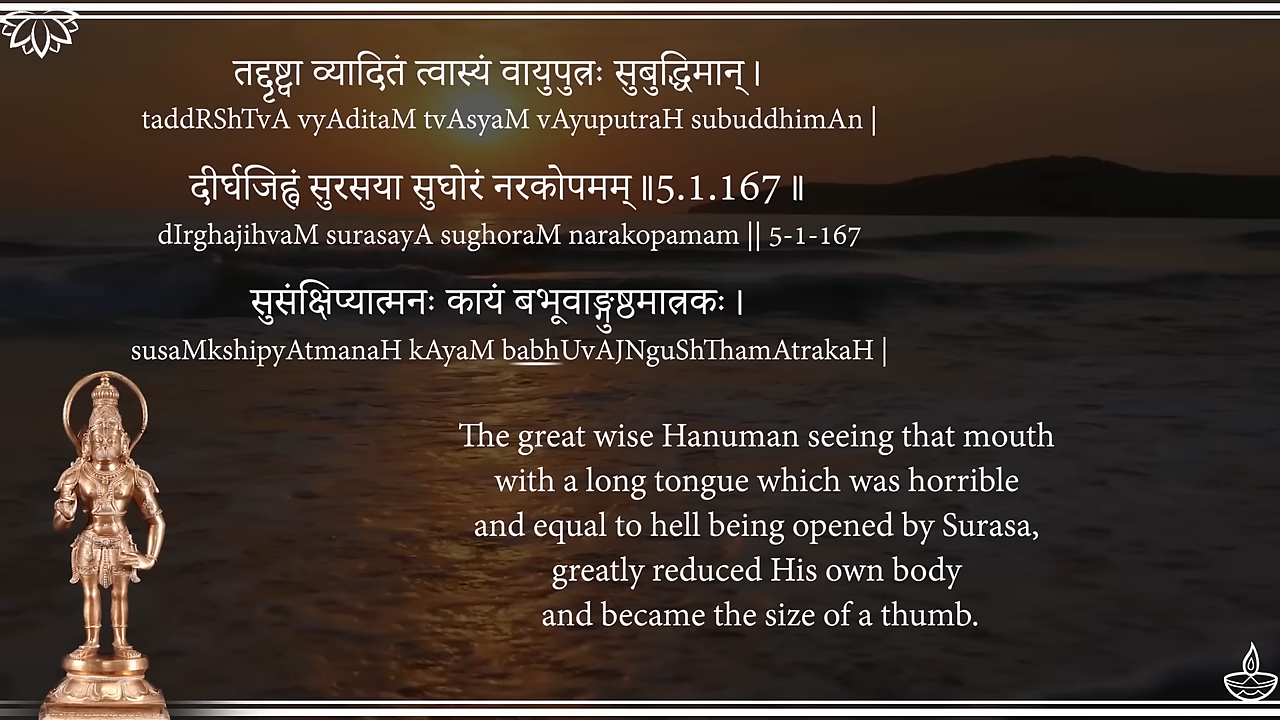 तद्दृष्ट्वा व्यादितं त्वास्यं वायुपुत्रः सुबुद्धिमान् ।
taddRShTvA vyAditaM tvAsyaM vAyuputraH subuddhimAn |
दीर्घजिह्वं सुरसया सुघोरं नरकोपमम् ॥5.1.167 ॥
dIrghajihvaM surasayA sughoraM narakopamam || 5-1-167
सुसंक्षिप्यात्मनः कायं बभूवाङ्गुष्ठमात्रकः ।
susaMkshipyAtmanaH kAyaM babhUvAJNguShThamAtrakaH |
The great wise Hanuman seeing that mouth
with a long tongue which was horrible
and equal to hell being opened by Surasa,
greatly reduced His own body
and became the size of a thumb.